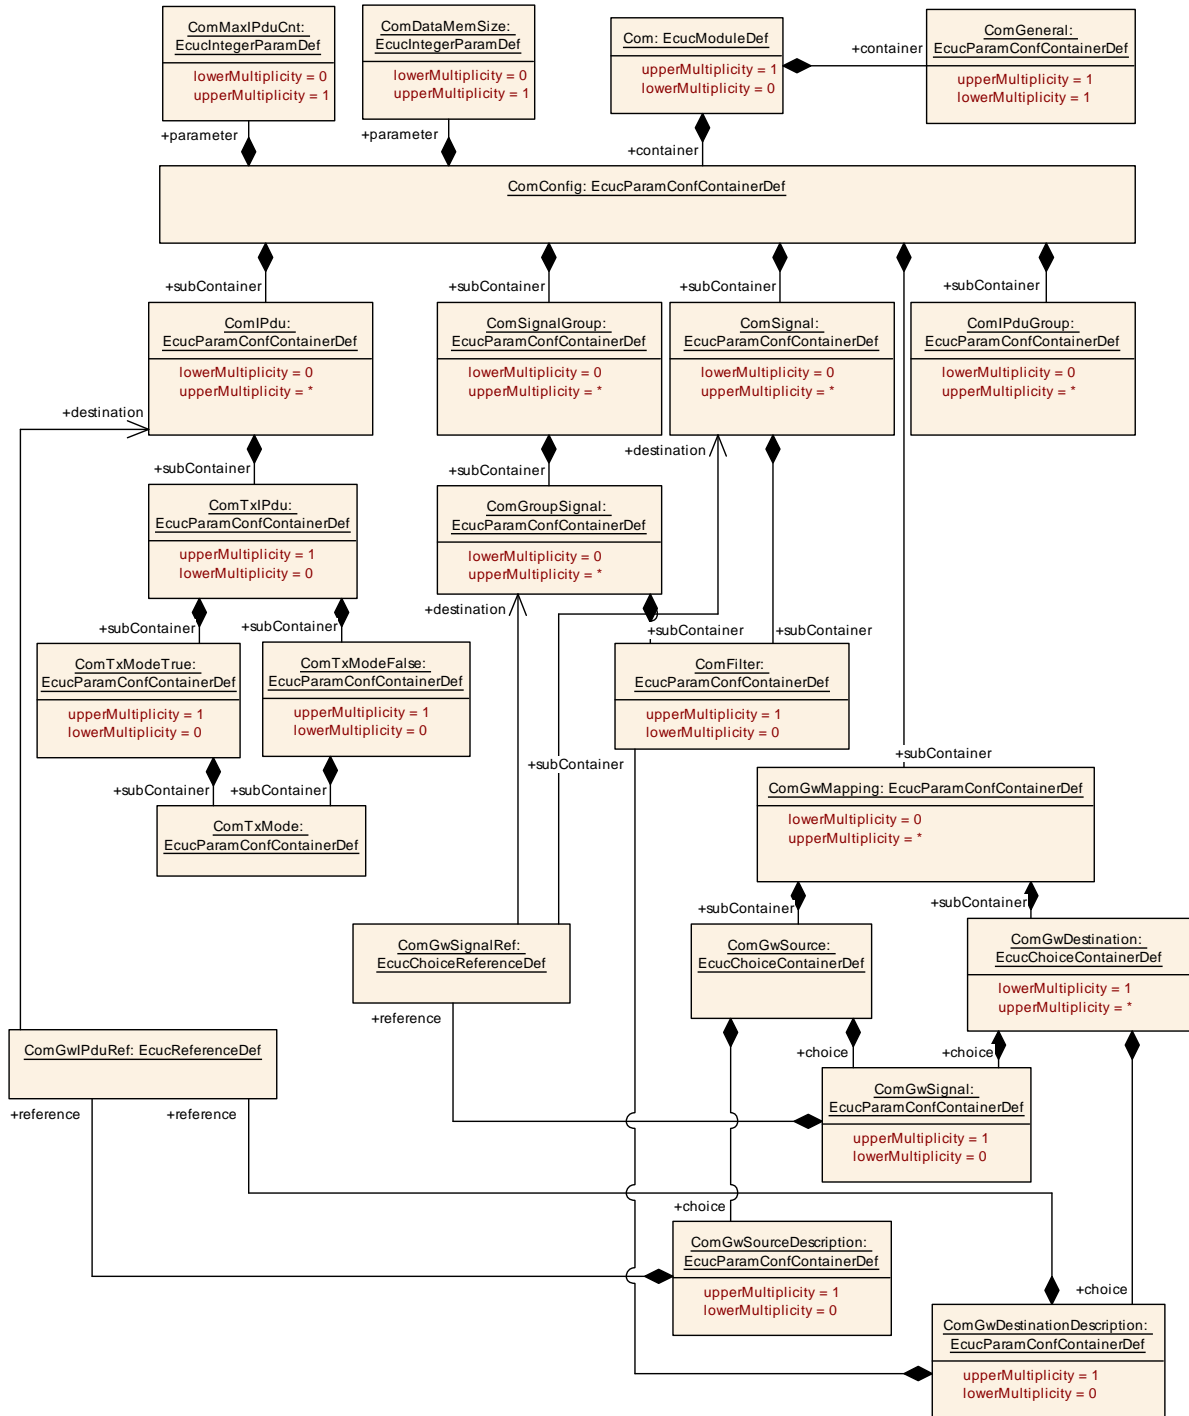 ComMaxIPduCnt:
EcucIntegerParamDef
lowerMultiplicity = 0
upperMultiplicity = 1
ComDataMemSize:
EcucIntegerParamDef
lowerMultiplicity = 0
upperMultiplicity = 1
Com: EcucModuleDef
upperMultiplicity = 1
lowerMultiplicity = 0
+container
ComGeneral:
EcucParamConfContainerDef
upperMultiplicity = 1
lowerMultiplicity = 1
+parameter
+parameter
+container
ComConfig: EcucParamConfContainerDef
+subContainer
+subContainer
+subContainer
+subContainer
ComIPdu:
EcucParamConfContainerDef
lowerMultiplicity = 0
upperMultiplicity = *
ComSignalGroup:
EcucParamConfContainerDef
lowerMultiplicity = 0
upperMultiplicity = *
ComSignal:
EcucParamConfContainerDef
lowerMultiplicity = 0
upperMultiplicity = *
ComIPduGroup:
EcucParamConfContainerDef
lowerMultiplicity = 0
upperMultiplicity = *
+destination
+subContainer
+subContainer
+destination
ComTxIPdu:
EcucParamConfContainerDef
upperMultiplicity = 1
lowerMultiplicity = 0
ComGroupSignal:
EcucParamConfContainerDef
lowerMultiplicity = 0
upperMultiplicity = *
+destination
+subContainer
+subContainer
+subContainer
+subContainer
ComTxModeTrue:
EcucParamConfContainerDef
upperMultiplicity = 1
lowerMultiplicity = 0
ComTxModeFalse:
EcucParamConfContainerDef
upperMultiplicity = 1
lowerMultiplicity = 0
ComFilter:
EcucParamConfContainerDef
upperMultiplicity = 1
lowerMultiplicity = 0
+subContainer
+subContainer
+subContainer
+subContainer
ComTxMode:
EcucParamConfContainerDef
ComGwMapping: EcucParamConfContainerDef
lowerMultiplicity = 0
upperMultiplicity = *
+subContainer
+subContainer
ComGwSignalRef:
EcucChoiceReferenceDef
ComGwSource:
EcucChoiceContainerDef
ComGwDestination:
EcucChoiceContainerDef
lowerMultiplicity = 1
upperMultiplicity = *
+reference
ComGwIPduRef: EcucReferenceDef
+choice
+choice
ComGwSignal:
EcucParamConfContainerDef
upperMultiplicity = 1
lowerMultiplicity = 0
+reference
+reference
+choice
ComGwSourceDescription:
EcucParamConfContainerDef
upperMultiplicity = 1
lowerMultiplicity = 0
+choice
ComGwDestinationDescription:
EcucParamConfContainerDef
upperMultiplicity = 1
lowerMultiplicity = 0